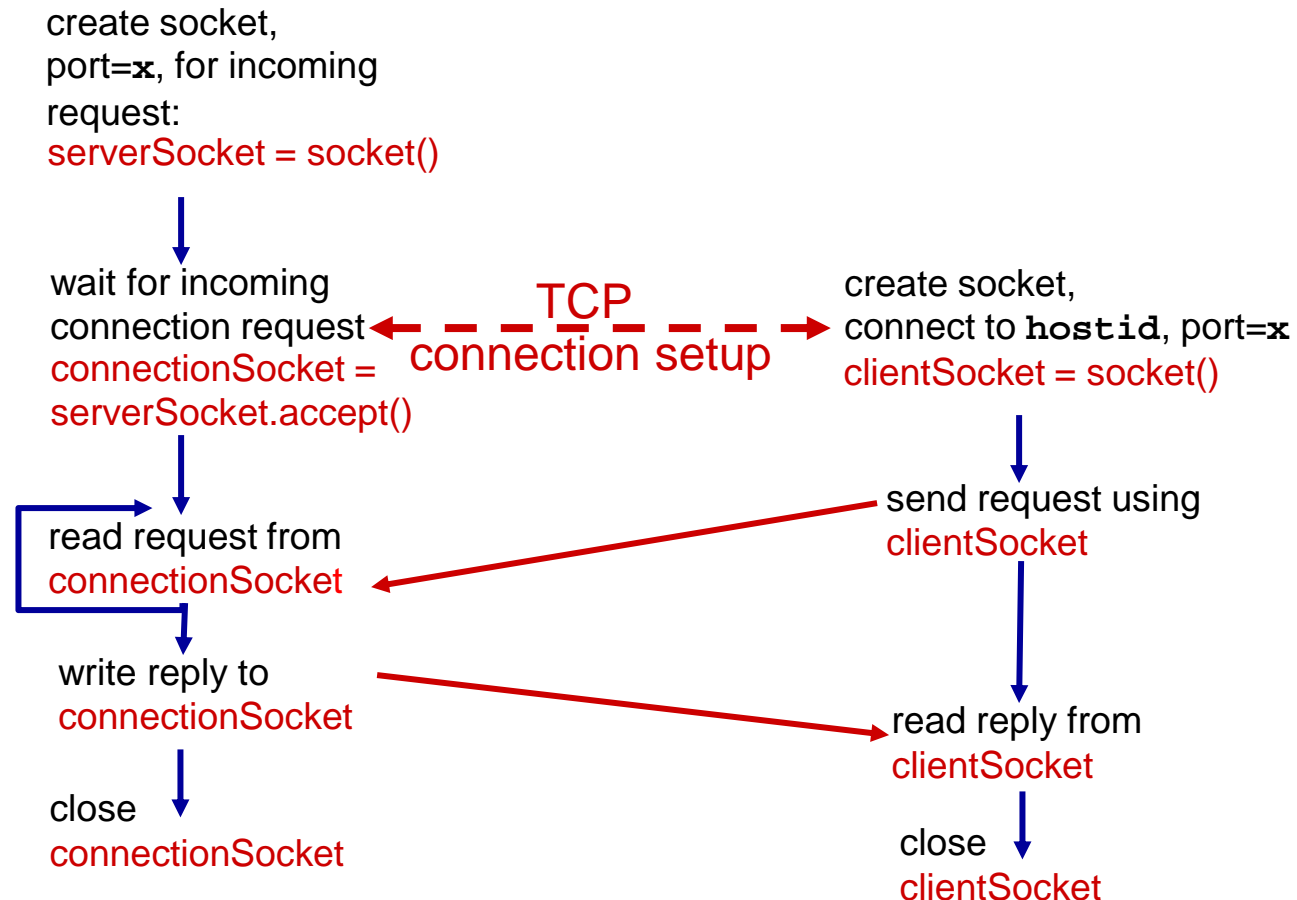 create socket,
port=x, for incoming
request:
serverSocket = socket()
wait for incoming
connection request
connectionSocket =
serverSocket.accept()
TCP
connection setup
create socket,
connect to hostid, port=x
clientSocket = socket()
read request from
connectionSocket
send request using
clientSocket
write reply to
connectionSocket
read reply from
clientSocket
close
connectionSocket
close
clientSocket